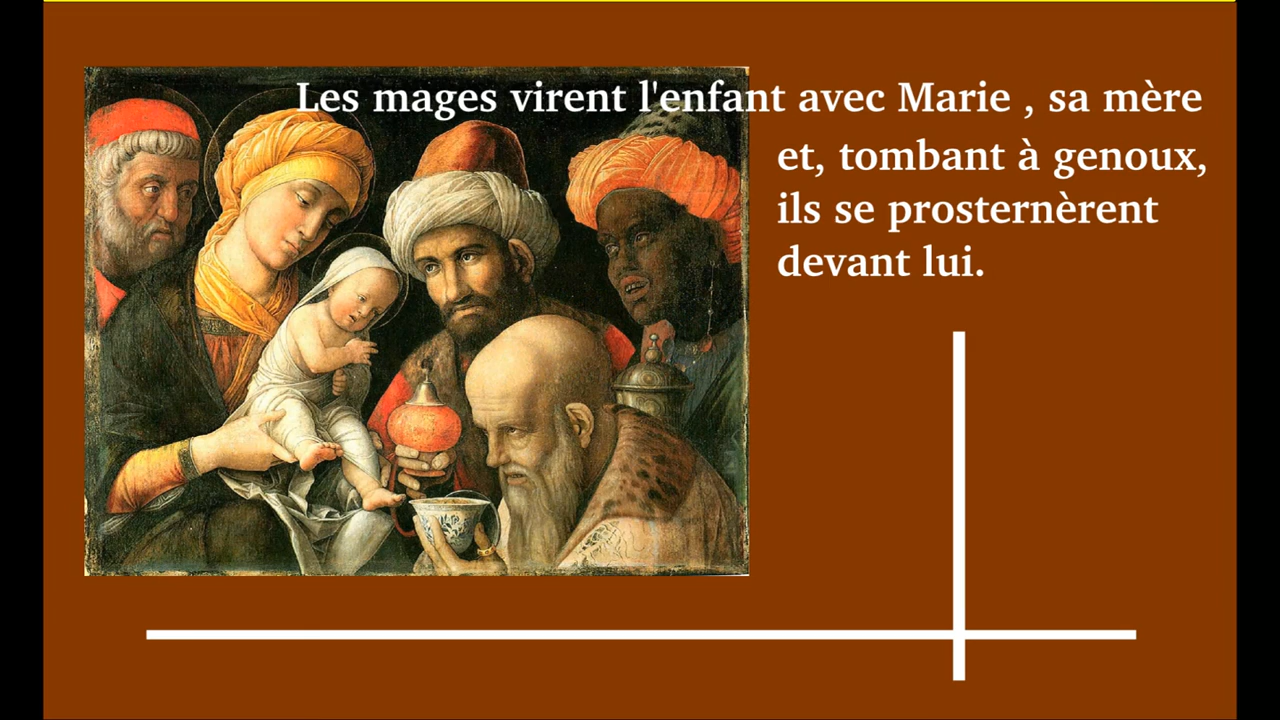 Les mages virent l'enfant avec Marie , sa mère
et, tombant à genoux,
ils se prosternèrent
devant lui.